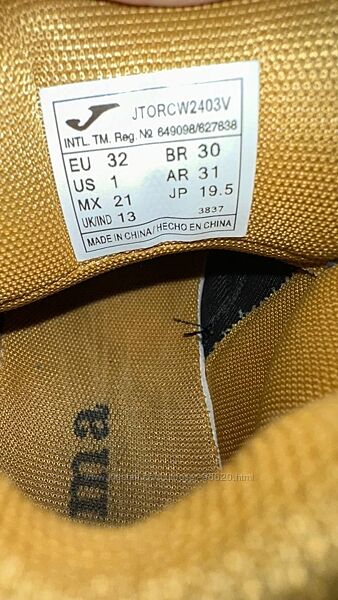 JTORCW2403V
INTL. TM. Reg. № 649098/627638
EU 32 BR 30
US 1 AR 31
MX 21 JP 19.5
UK/IND 13 3837
MADE IN CHINA/HECHO EN CHINA
ma